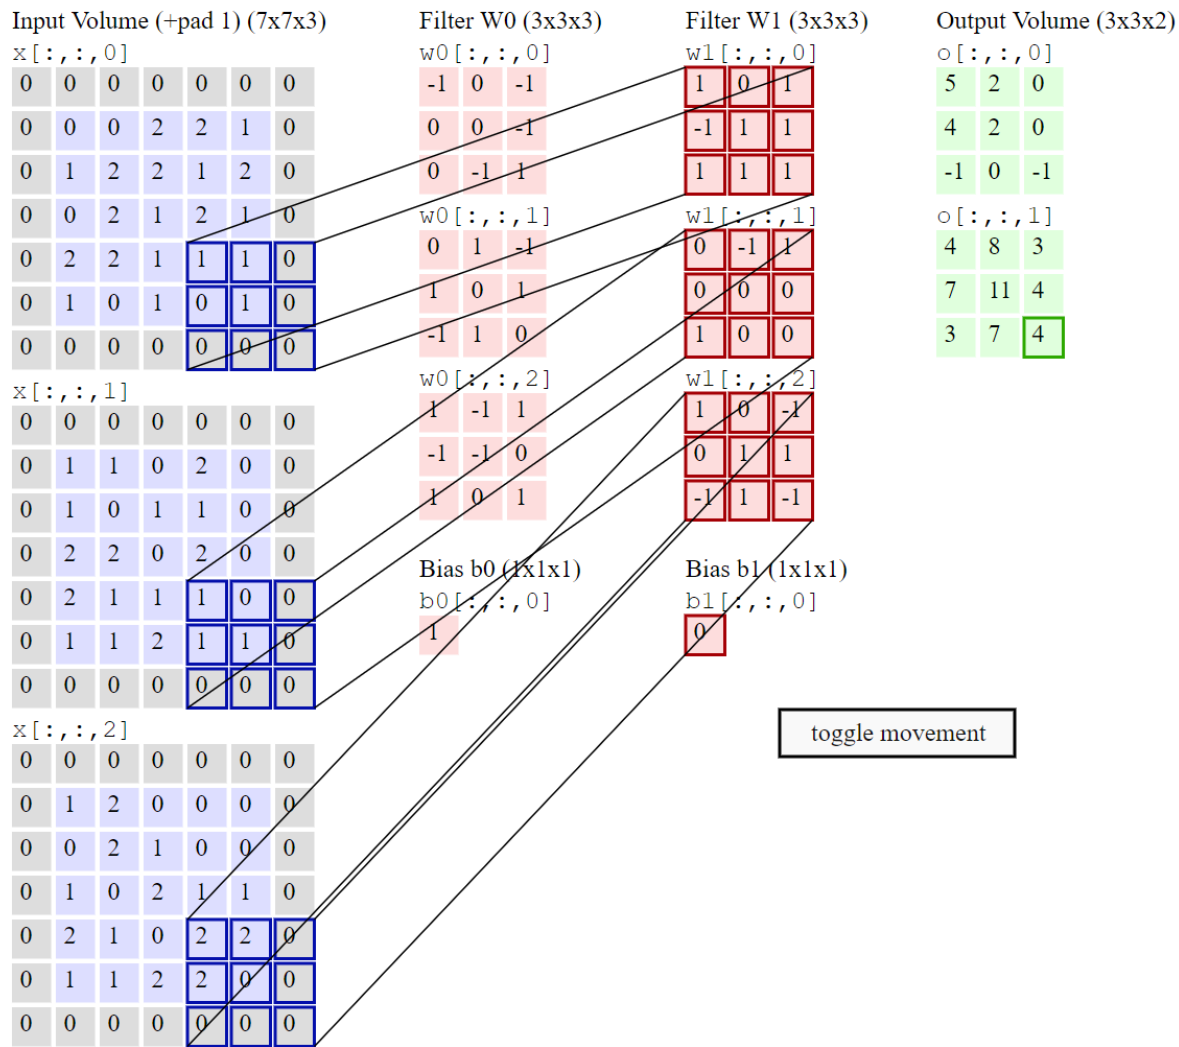 Input Volume (+pad 1) (7x7x3)
x[:,:,0]
0 0 0 0 0 0 0
0 0 0 2 2 1 0
0 1 2 2 1 2 0
0 0 2 1 2 1 0
0 2 2 1 1 1 0
0 1 0 1 0 1 0
0 0 0 0 0 0 0
x[:,:,1]
0 0 0 0 0 0 0
0 1 1 0 2 0 0
0 1 0 1 1 0 0
0 2 2 0 2 0 0
0 2 1 1 1 0 0
0 1 1 2 1 1 0
0 0 0 0 0 0 0
x[:,:,2]
0 0 0 0 0 0 0
0 1 2 0 0 0 0
0 0 2 1 0 0 0
0 1 0 2 1 1 0
0 2 1 0 2 2 0
0 1 1 2 2 0 0
0 0 0 0 0 0 0
Filter W0 (3x3x3)
w0[:,:,0]
-1 0 -1
0 0 -1
0 -1 1
w0[:,:,1]
0 1 -1
1 0 1
-1 1 0
w0[:,:,2]
1 -1 1
-1 -1 0
1 0 1
Bias b0 (1x1x1)
b0[:,:,0]
1
Filter W1 (3x3x3)
w1[:,:,0]
1 0 1
-1 1 1
1 1 1
w1[:,:,1]
0 -1 1
0 0 0
1 0 0
w1[:,:,2]
1 0 -1
0 1 1
-1 1 -1
Bias b1 (1x1x1)
b1[:,:,0]
0
Output Volume (3x3x2)
o[:,:,0]
5 2 0
4 2 0
-1 0 -1
o[:,:,1]
4 8 3
7 11 4
3 7 4
toggle movement